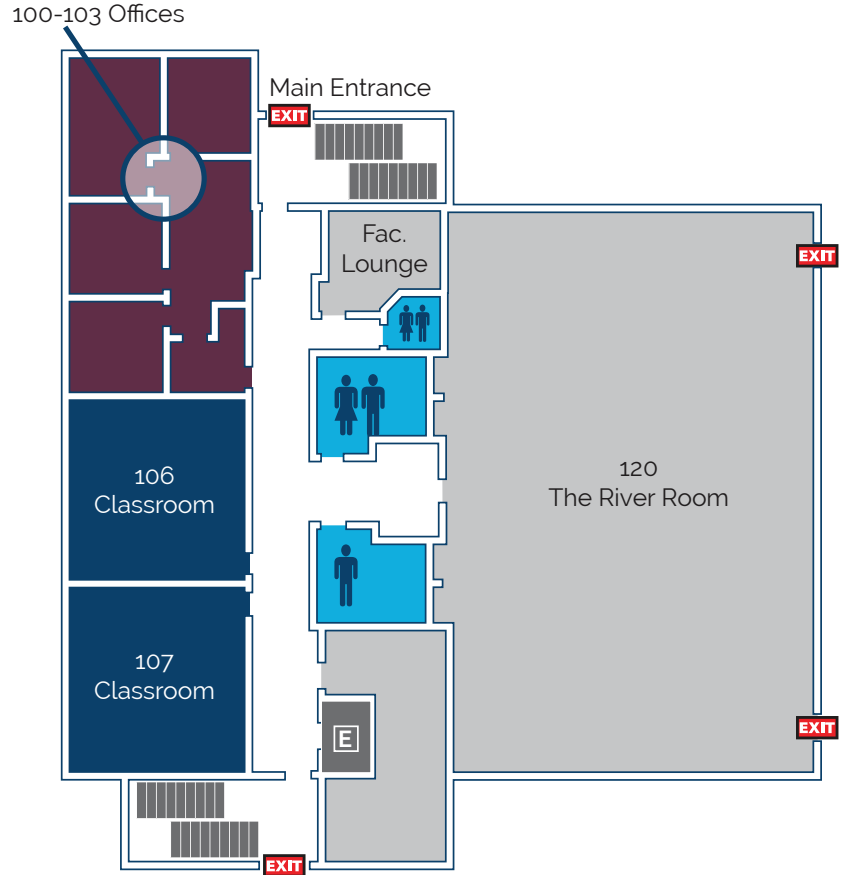 100-103 Offices
Main Entrance
EXIT
Fac.
Lounge
EXIT
106
Classroom
120
The River Room
107
Classroom
E
EXIT
EXIT